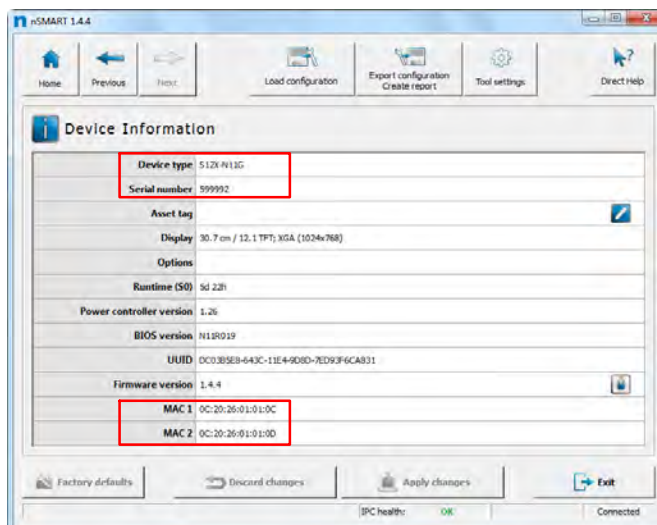 nSMART 1.4.4
Home
Previous
Next
Load configuration
Export configuration
Create report
Tool settings
Direct Help
Device Information
Device type S12X-N11G
Serial number 599992
Asset tag
Display 30.7 cm / 12.1 TFT; XGA (1024x768)
Options
Runtime (S0) 5d 22h
Power controller version 1.26
BIOS version N11R019
UUID DC03B5E8-643C-11E4-9D8D-7ED93F6CA831
Firmware version 1.4.4
MAC 1 0C:20:26:01:01:0C
MAC 2 0C:20:26:01:01:0D
Factory defaults
Discard changes
Apply changes
Exit
IPC health: OK
Connected